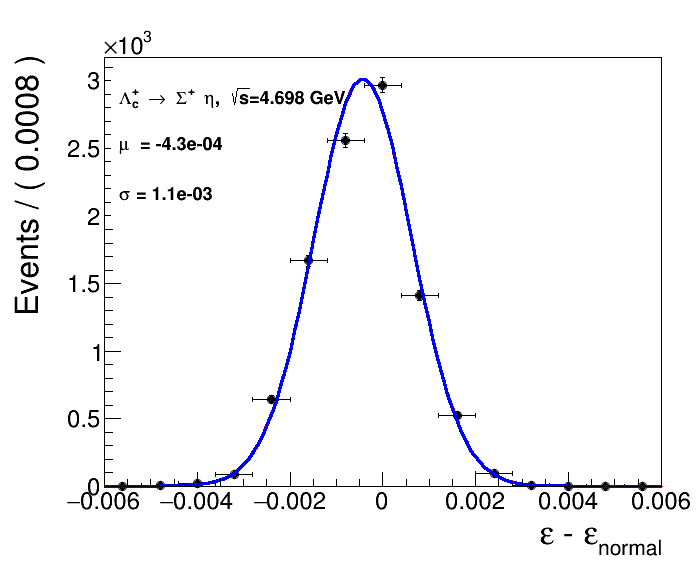 ×10³
Events / ( 0.0008 )
3
2.5
2
1.5
1
0.5
0
Λc⁺ → Σ⁺ η, √s=4.698 GeV
μ = -4.3e-04
σ = 1.1e-03
−0.006 −0.004 −0.002 0 0.002 0.004 0.006
ε - εnormal